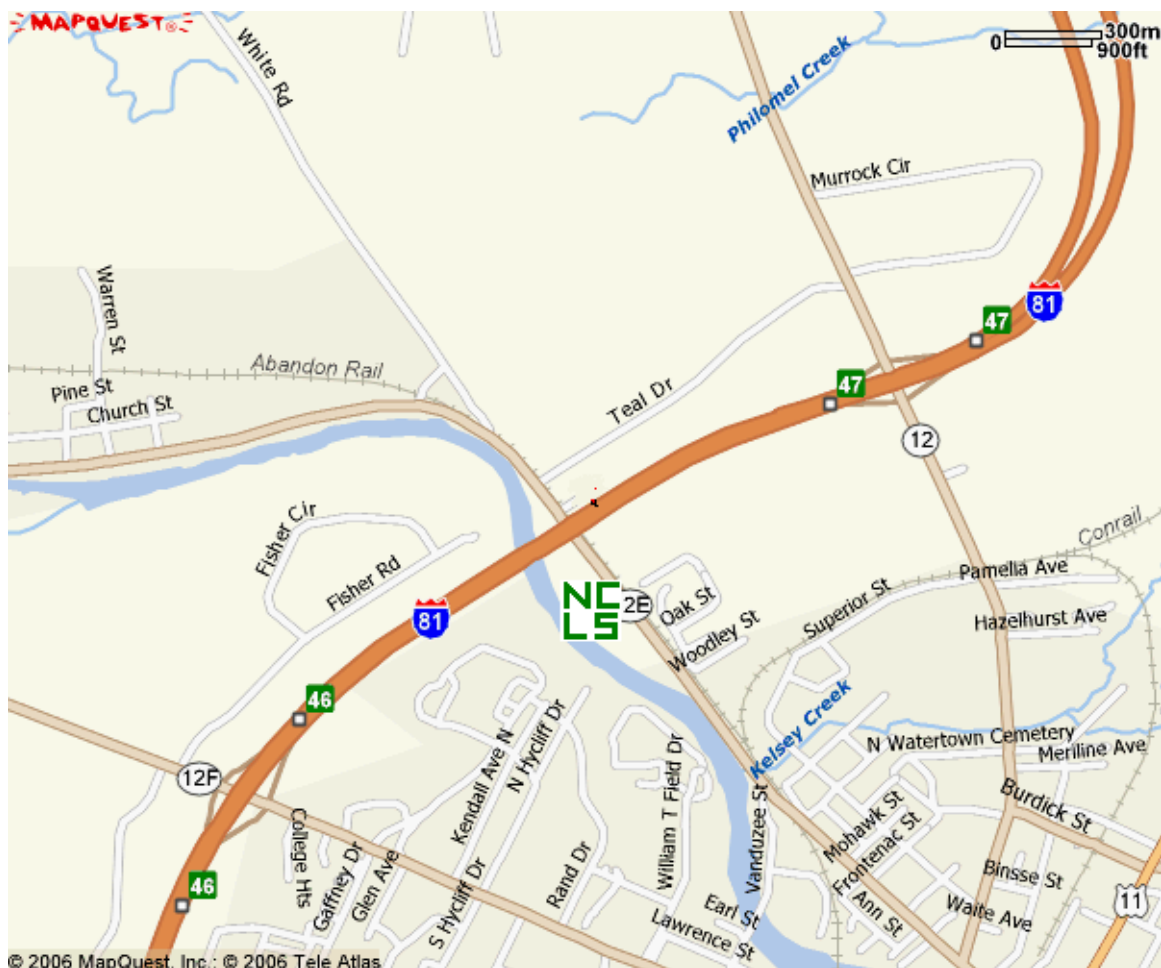 MAPQUEST®
300m
0
900ft
White Rd
Philomel Creek
Murrock Cir
Warren St
81
47
Abandon Rail
47
Pine St
Church St
Teal Dr
12
Fisher Cir
Conrail
Fisher Rd
Pamelia Ave
NC
LS
2E
Oak St
Superior St
Hazelhurst Ave
81
Woodley St
46
Kelsey Creek
N Hycliff Dr
Kendall Ave N
N Watertown Cemetery
Meriline Ave
12F
William T Field Dr
Vanduzee St
Burdick St
College Hts
Mohawk St
Gaffney Dr
Glen Ave
Frontenac St
Binsse St
46
S Hycliff Dr
Rand Dr
11
Earl St
Ann St
Waite Ave
Lawrence St
© 2006 MapQuest, Inc.; © 2006 Tele Atlas